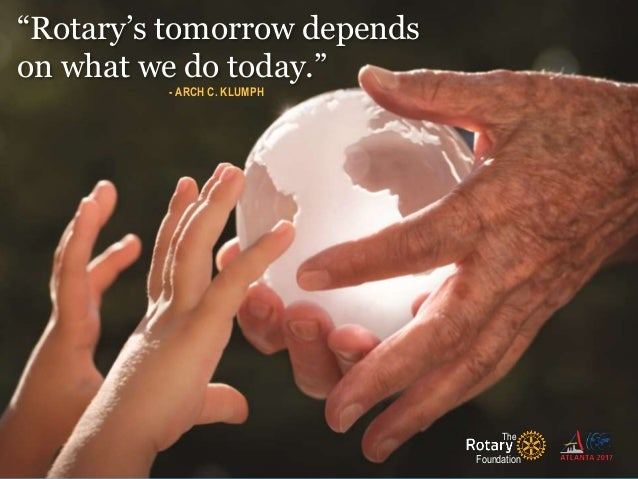 “Rotary’s tomorrow depends
on what we do today.”
- ARCH C. KLUMPH
The
Rotary
Foundation
ATLANTA 2017